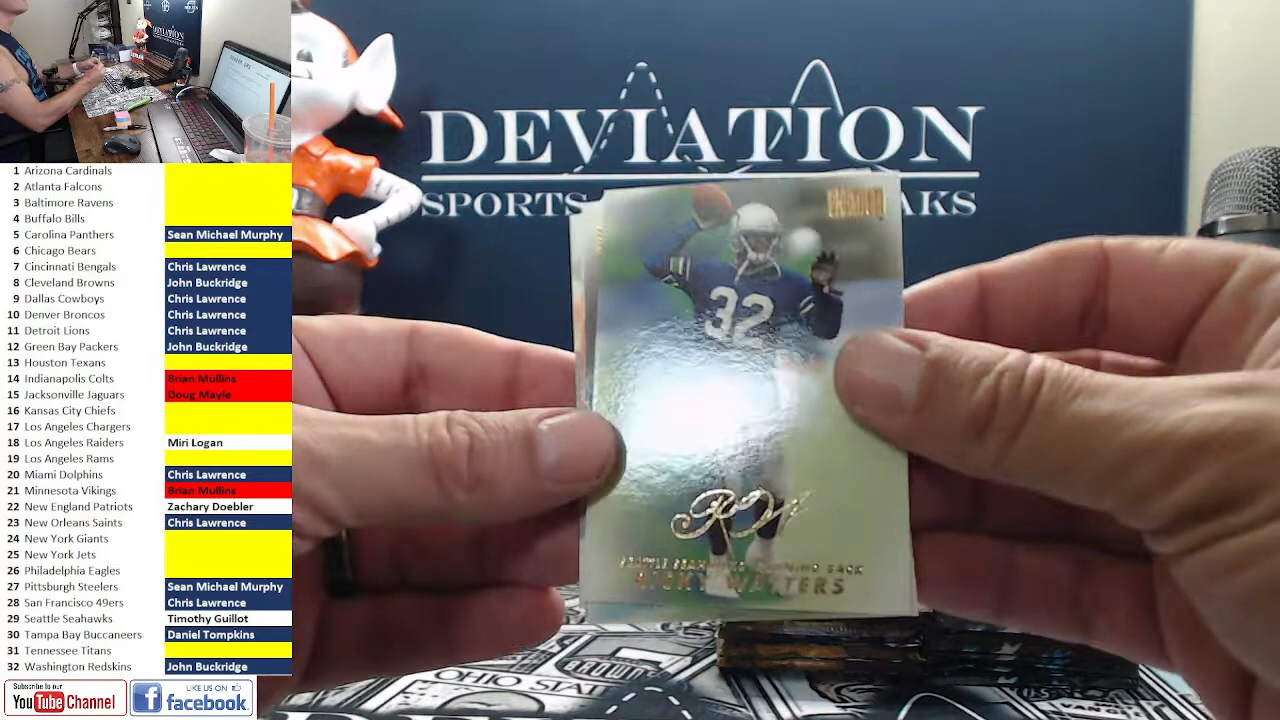 DEVIATION
SPORTS
AKS
1 Arizona Cardinals
2 Atlanta Falcons
3 Baltimore Ravens
4 Buffalo Bills
5 Carolina Panthers Sean Michael Murphy
6 Chicago Bears
7 Cincinnati Bengals Chris Lawrence
8 Cleveland Browns John Buckridge
9 Dallas Cowboys Chris Lawrence
10 Denver Broncos Chris Lawrence
11 Detroit Lions Chris Lawrence
12 Green Bay Packers John Buckridge
13 Houston Texans
14 Indianapolis Colts Brian Mullins
15 Jacksonville Jaguars Doug Mayle
16 Kansas City Chiefs
17 Los Angeles Chargers
18 Los Angeles Raiders Miri Logan
19 Los Angeles Rams
20 Miami Dolphins Chris Lawrence
21 Minnesota Vikings Brian Mullins
22 New England Patriots Zachary Doebler
23 New Orleans Saints Chris Lawrence
24 New York Giants
25 New York Jets
26 Philadelphia Eagles
27 Pittsburgh Steelers Sean Michael Murphy
28 San Francisco 49ers Chris Lawrence
29 Seattle Seahawks Timothy Guillot
30 Tampa Bay Buccaneers Daniel Tompkins
31 Tennessee Titans
32 Washington Redskins John Buckridge
32
RW
RUNNING BACK
Subscribe to our
YouTube Channel
LIKE US ON
facebook.
BROWNS
OHIO STATE
DEVIATION